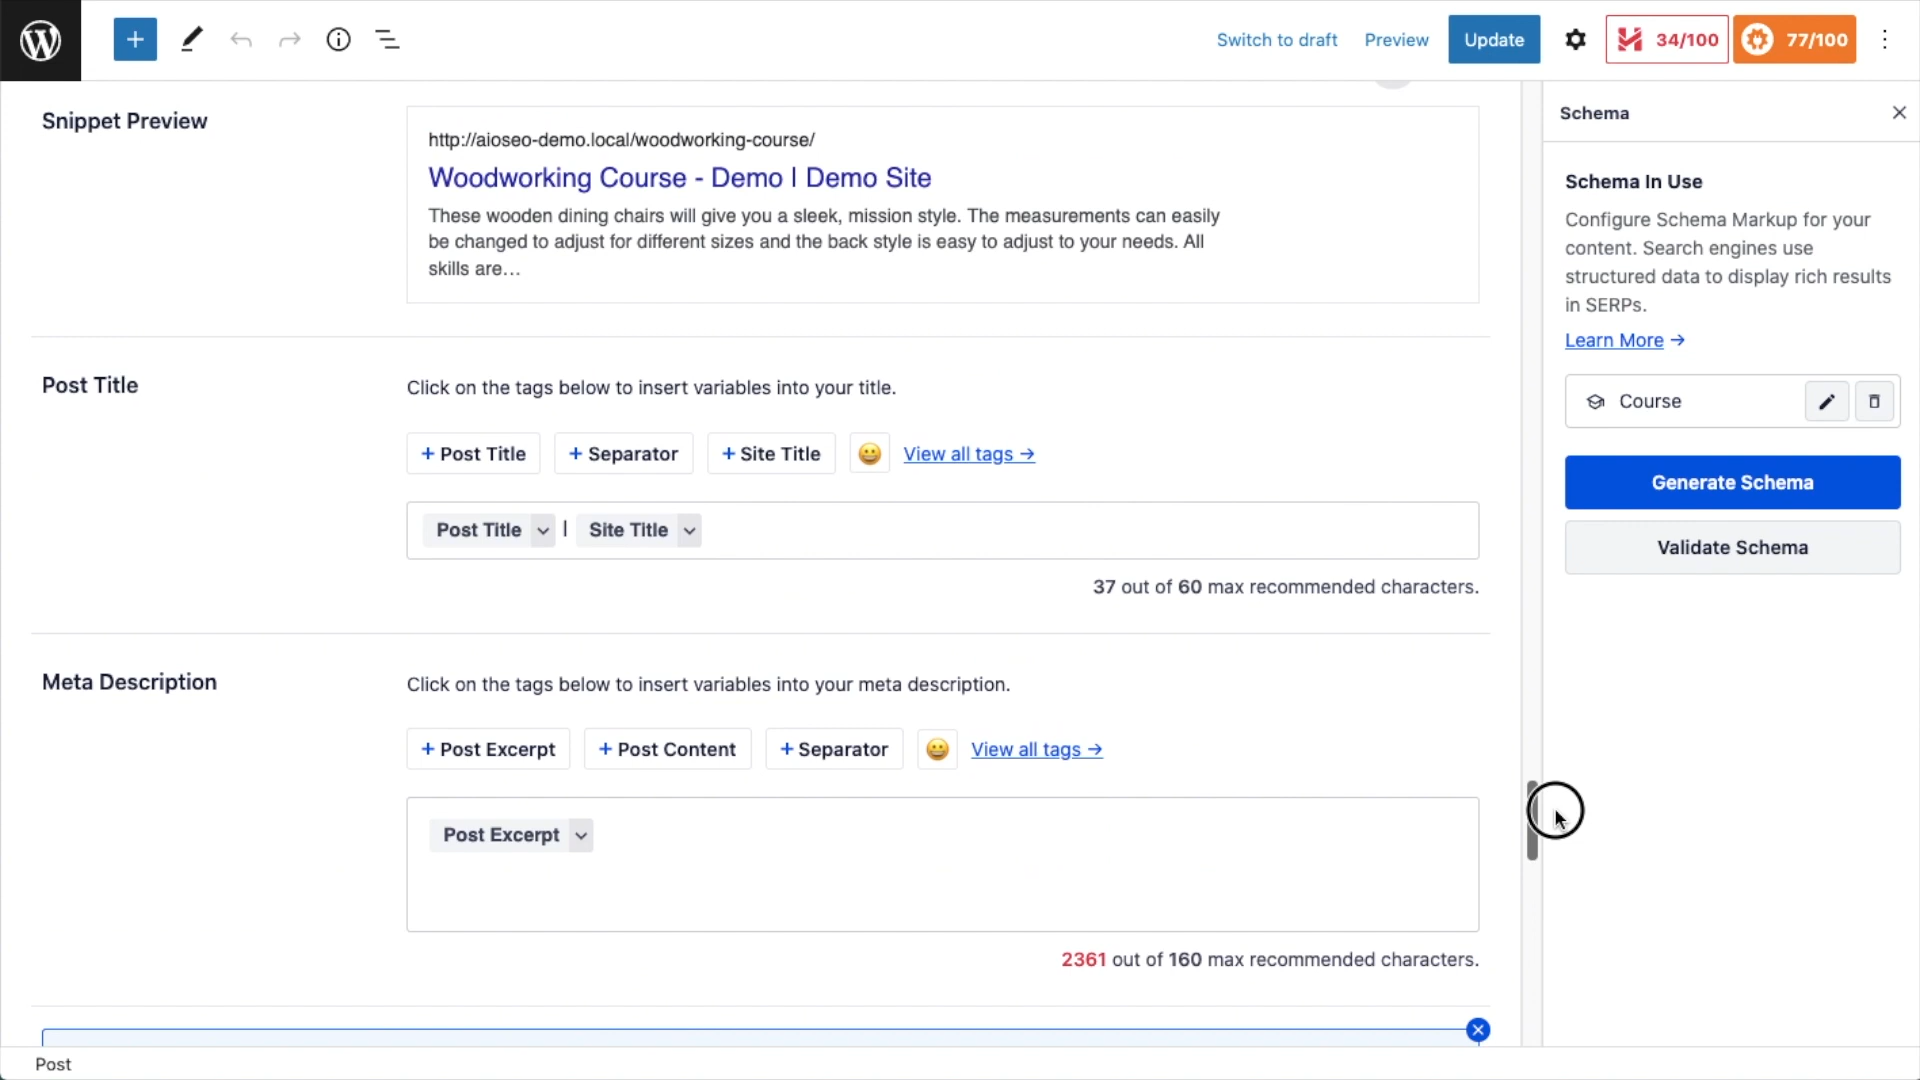 Switch to draft
Preview
Update
34/100
77/100
Snippet Preview
http://aioseo-demo.local/woodworking-course/
Woodworking Course - Demo | Demo Site
These wooden dining chairs will give you a sleek, mission style. The measurements can easily
be changed to adjust for different sizes and the back style is easy to adjust to your needs. All
skills are...
Post Title
Click on the tags below to insert variables into your title.
+ Post Title
+ Separator
+ Site Title
View all tags →
Post Title | Site Title
37 out of 60 max recommended characters.
Meta Description
Click on the tags below to insert variables into your meta description.
+ Post Excerpt
+ Post Content
+ Separator
View all tags →
Post Excerpt
2361 out of 160 max recommended characters.
Post
Schema
Schema In Use
Configure Schema Markup for your
content. Search engines use
structured data to display rich results
in SERPs.
Learn More →
Course
Generate Schema
Validate Schema